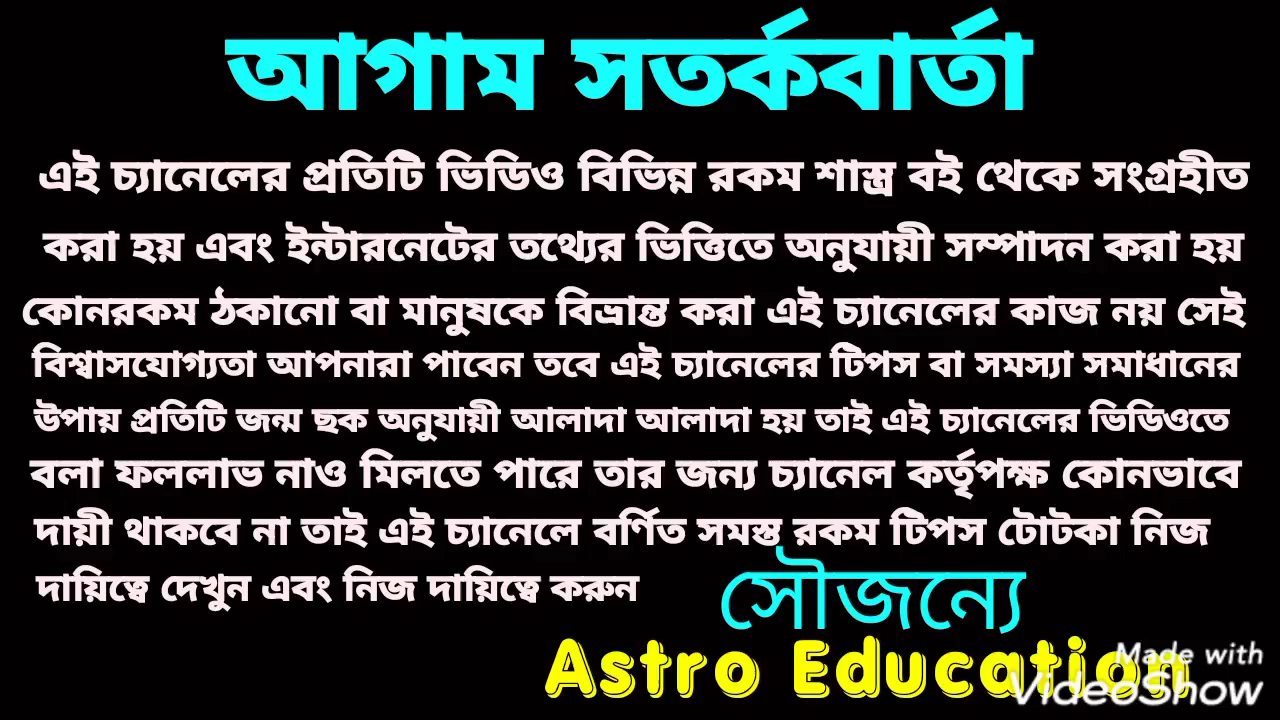 আগাম সতর্কবার্তা
এই চ্যানেলের প্রতিটি ভিডিও বিভিন্ন রকম শাস্ত্র বই থেকে সংগ্রহীত
করা হয় এবং ইন্টারনেটের তথ্যের ভিত্তিতে অনুযায়ী সম্পাদন করা হয়
কোনরকম ঠকানো বা মানুষকে বিভ্রান্ত করা এই চ্যানেলের কাজ নয় সেই
বিশ্বাসযোগ্যতা আপনারা পাবেন তবে এই চ্যানেলের টিপস বা সমস্যা সমাধানের
উপায় প্রতিটি জন্ম ছক অনুযায়ী আলাদা আলাদা হয় তাই এই চ্যানেলের ভিডিওতে
বলা ফললাভ নাও মিলতে পারে তার জন্য চ্যানেল কর্তৃপক্ষ কোনভাবে
দায়ী থাকবে না তাই এই চ্যানেলে বর্ণিত সমস্ত রকম টিপস টোটকা নিজ
দায়িত্বে দেখুন এবং নিজ দায়িত্বে করুন
সৌজন্যে
Astro Education
Made with
VideoShow